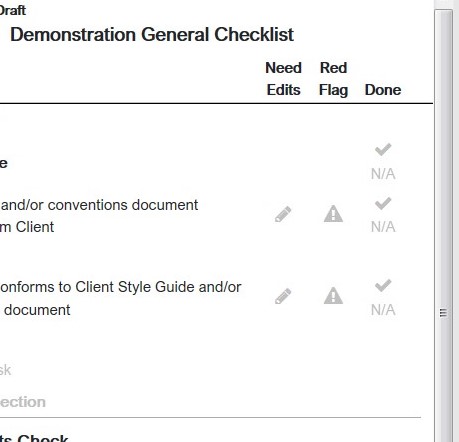 Draft
Demonstration General Checklist
Need Red
Edits Flag Done
e
N/A
and/or conventions document
m Client
N/A
onforms to Client Style Guide and/or
document
N/A
sk
ection
ts Check